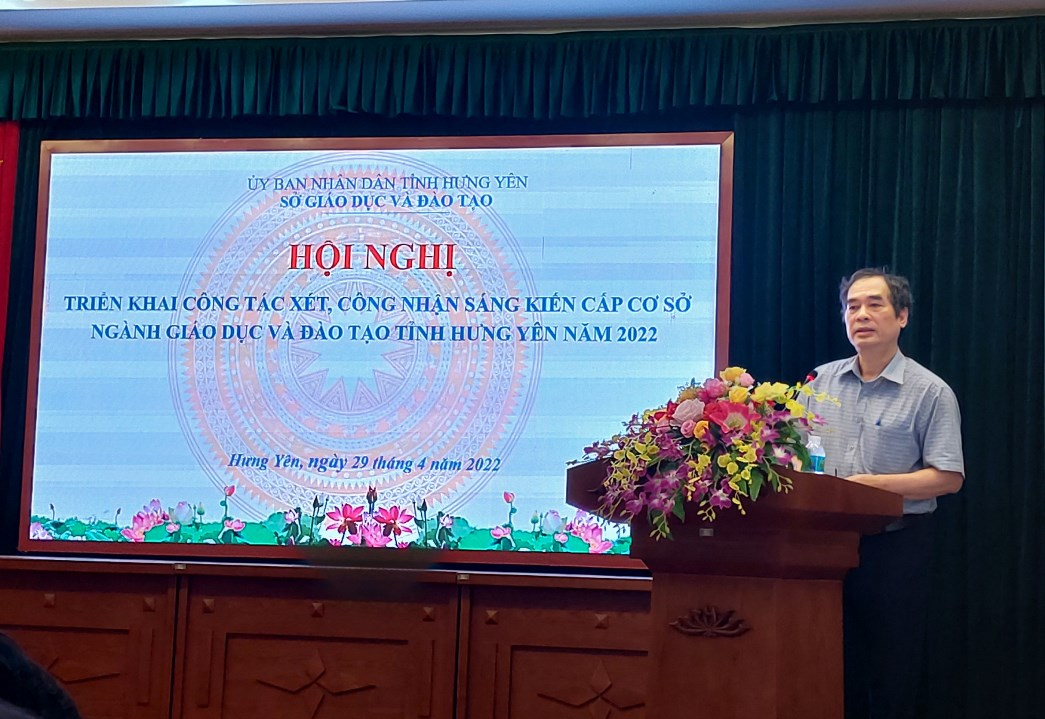 ỦY BAN NHÂN DÂN TỈNH HƯNG YÊN
SỞ GIÁO DỤC VÀ ĐÀO TẠO
HỘI NGHỊ
TRIỂN KHAI CÔNG TÁC XÉT, CÔNG NHẬN SÁNG KIẾN CẤP CƠ SỞ
NGÀNH GIÁO DỤC VÀ ĐÀO TẠO TỈNH HƯNG YÊN NĂM 2022
Hưng Yên, ngày 29 tháng 4 năm 2022